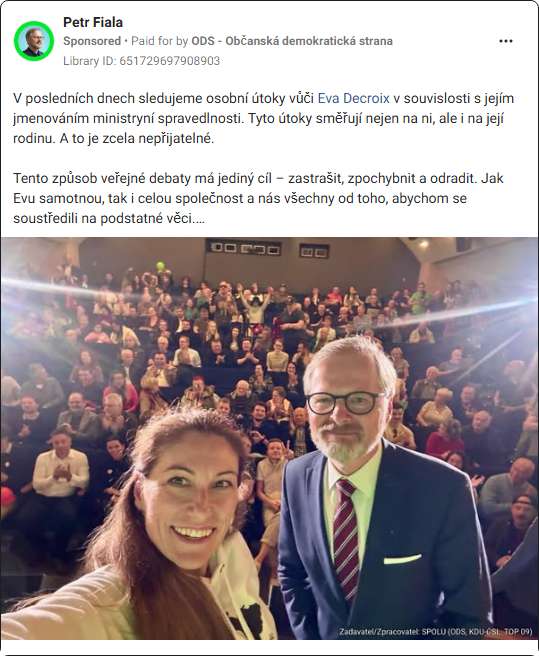 Petr Fiala
Sponsored • Paid for by ODS - Občanská demokratická strana
Library ID: 651729697908903
V posledních dnech sledujeme osobní útoky vůči Eva Decroix v souvislosti s jejím
jmenováním ministryní spravedlnosti. Tyto útoky směřují nejen na ni, ale i na její
rodinu. A to je zcela nepřijatelné.
Tento způsob veřejné debaty má jediný cíl – zastrašit, zpochybnit a odradit. Jak
Evu samotnou, tak i celou společnost a nás všechny od toho, abychom se
soustředili na podstatné věci....
Zadavatel/Zpracovatel: SPOLU (ODS, KDU-ČSL, TOP 09)